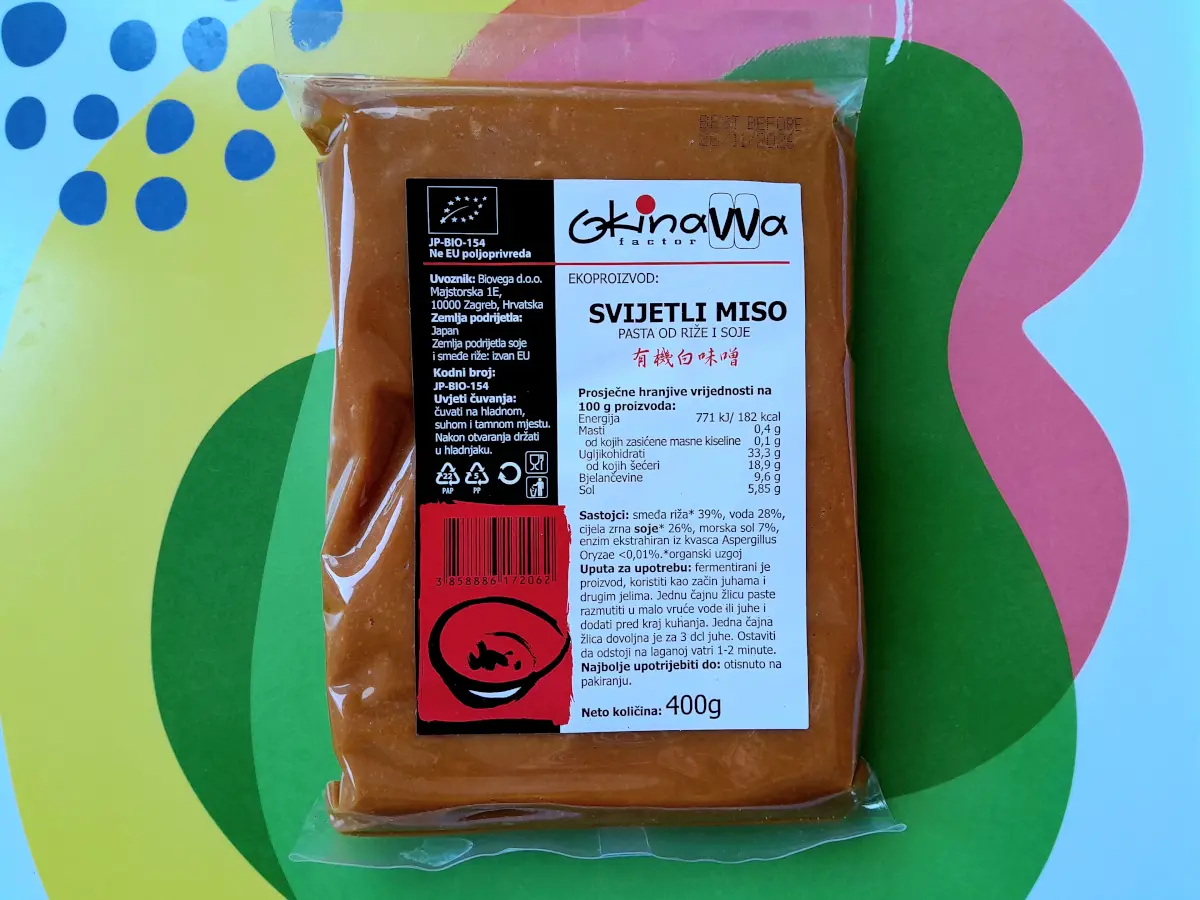 BEST BEFORE
JP-BIO-154
Ne EU poljoprivreda
Uvoznik: Biovega d.o.o.
Majstorska 1E,
10000 Zagreb, Hrvatska
Zemlja podrijetla:
Japan
Zemlja podrijetla soje
i smeđe riže: izvan EU
Kodni broj:
JP-BIO-154
Uvjeti čuvanja:
čuvati na hladnom,
suhom i tamnom mjestu.
Nakon otvaranja držati
u hladnjaku.
22
PAP
5
PP
3 858886 172062
OkinaWa
factor
EKOPROIZVOD:
SVIJETLI MISO
PASTA OD RIŽE I SOJE
有機白味噌
Prosječne hranjive vrijednosti na
100 g proizvoda:
Energija 771 kJ/ 182 kcal
Masti 0,4 g
od kojih zasićene masne kiseline 0,1 g
Ugljikohidrati 33,3 g
od kojih šećeri 18,9 g
Bjelančevine 9,6 g
Sol 5,85 g
Sastojci: smeđa riža* 39%, voda 28%,
cijela zrna soje* 26%, morska sol 7%,
enzim ekstrahiran iz kvasca Aspergillus
Oryzae <0,01%.*organski uzgoj
Uputa za upotrebu: fermentirani je
proizvod, koristiti kao začin juhama i
drugim jelima. Jednu čajnu žlicu paste
razmutiti u malo vruće vode ili juhe i
dodati pred kraj kuhanja. Jedna čajna
žlica dovoljna je za 3 dcl juhe. Ostaviti
da odstoji na laganoj vatri 1-2 minute.
Najbolje upotrijebiti do: otisnuto na
pakiranju.
Neto količina: 400g